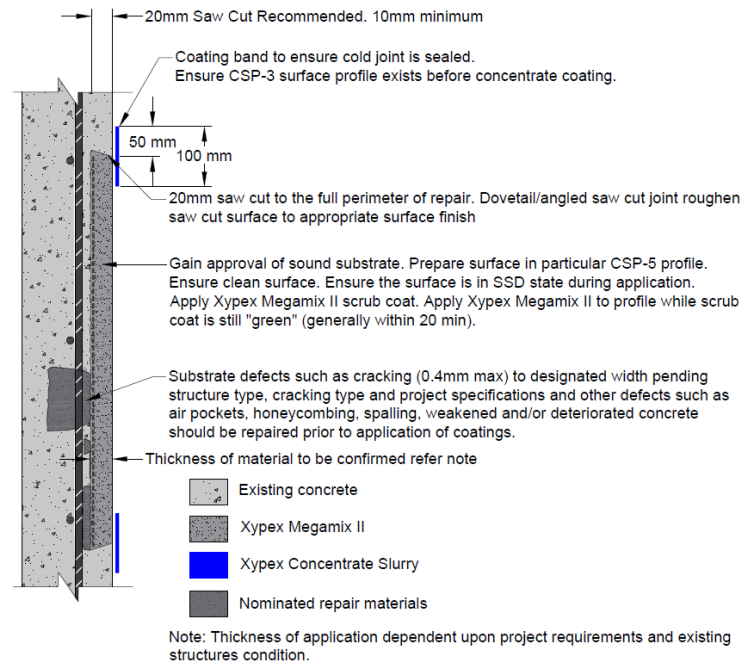 20mm Saw Cut Recommended. 10mm minimum
Coating band to ensure cold joint is sealed.
Ensure CSP-3 surface profile exists before concentrate coating.
50 mm
100 mm
20mm saw cut to the full perimeter of repair. Dovetail/angled saw cut joint roughen
saw cut surface to appropriate surface finish
Gain approval of sound substrate. Prepare surface in particular CSP-5 profile.
Ensure clean surface. Ensure the surface is in SSD state during application.
Apply Xypex Megamix II scrub coat. Apply Xypex Megamix II to profile while scrub
coat is still "green" (generally within 20 min).
Substrate defects such as cracking (0.4mm max) to designated width pending
structure type, cracking type and project specifications and other defects such as
air pockets, honeycombing, spalling, weakened and/or deteriorated concrete
should be repaired prior to application of coatings.
Thickness of material to be confirmed refer note
Existing concrete
Xypex Megamix II
Xypex Concentrate Slurry
Nominated repair materials
Note: Thickness of application dependent upon project requirements and existing
structures condition.